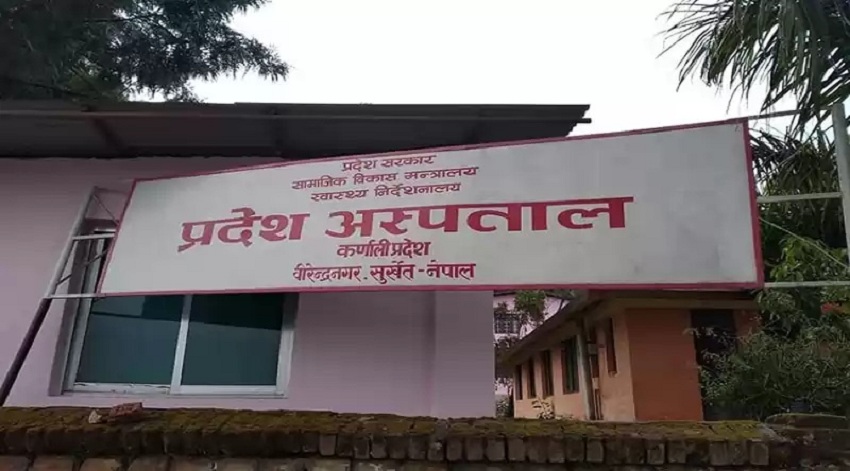 प्रदेश सरकार
सामाजिक विकास मन्त्रालय
स्वास्थ्य निर्देशनालय
प्रदेश अस्पताल
कर्णाली प्रदेश
वीरेन्द्रनगर - सुर्खेत - नेपाल